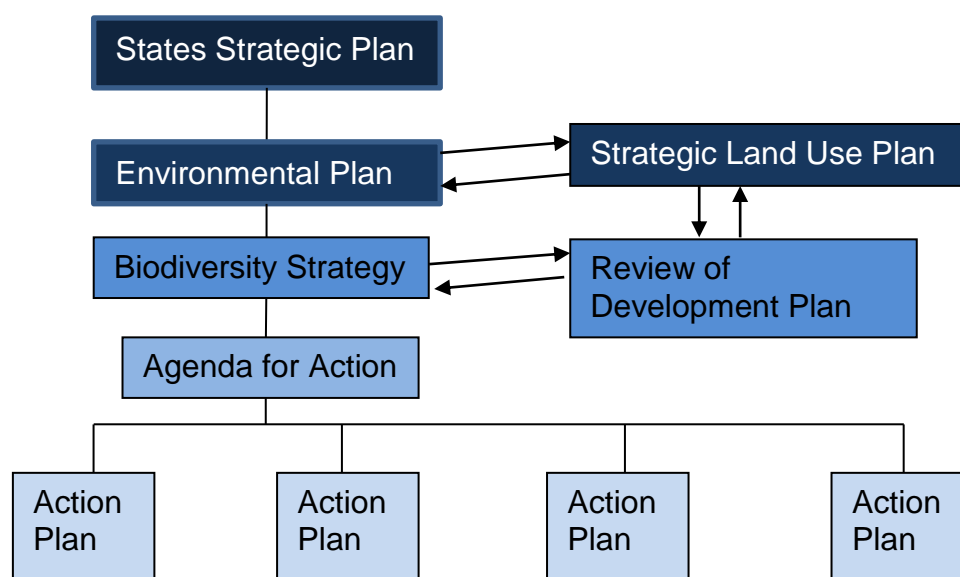 States Strategic Plan
Environmental Plan
Strategic Land Use Plan
Biodiversity Strategy
Review of
Development Plan
Agenda for Action
Action
Plan
Action
Plan
Action
Plan
Action
Plan